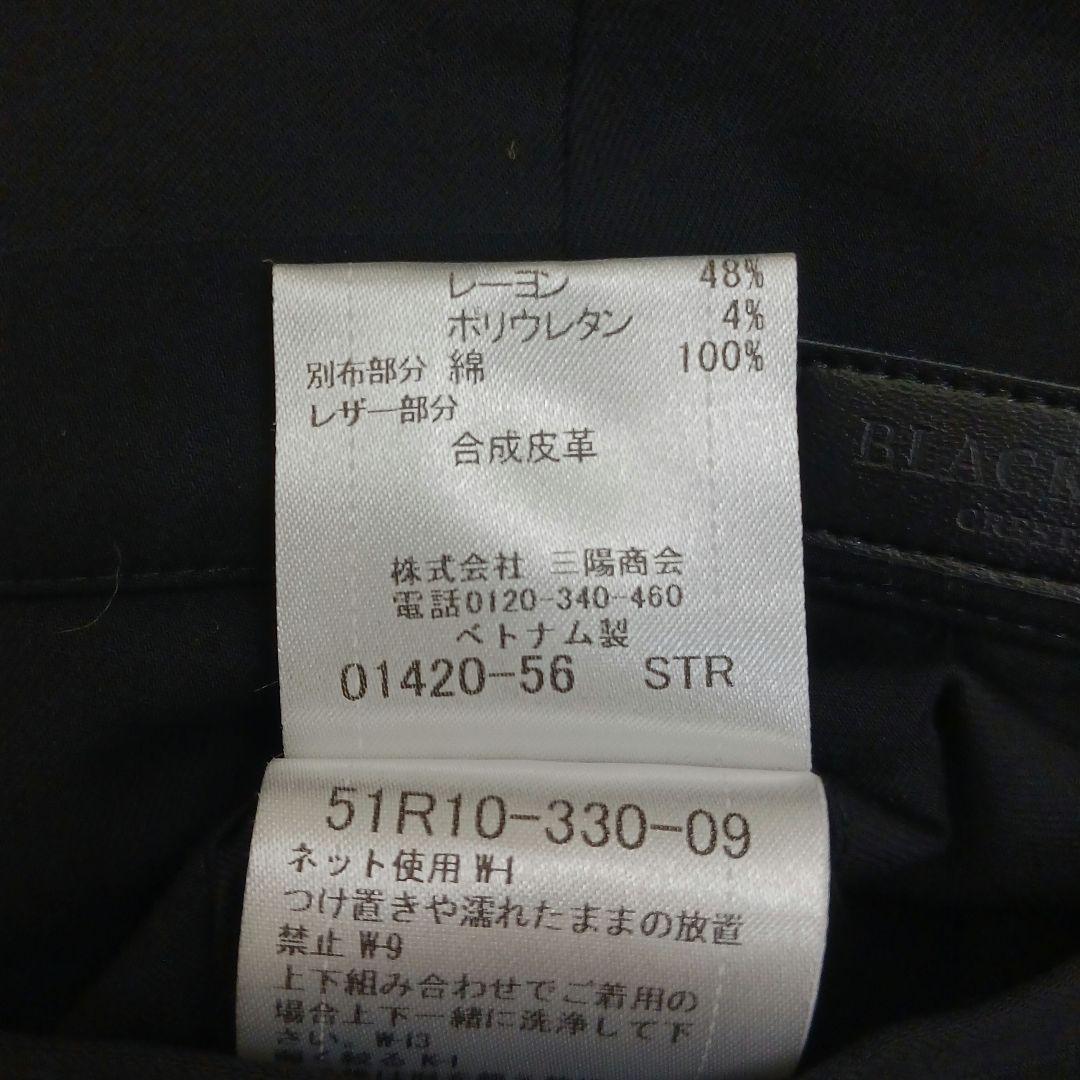 レーヨン 48%
ポリウレタン 4%
別布部分 綿 100%
レザー部分
合成皮革
株式会社 三陽商会
電話0120-340-460
ベトナム製
01420-56 STR
BLACK
CREST
51R10-330-09
ネット使用 W-1
つけ置きや濡れたままの放置
禁止 W-9
上下組み合わせでご着用の
場合上下一緒に洗浄して下
さい。W-13